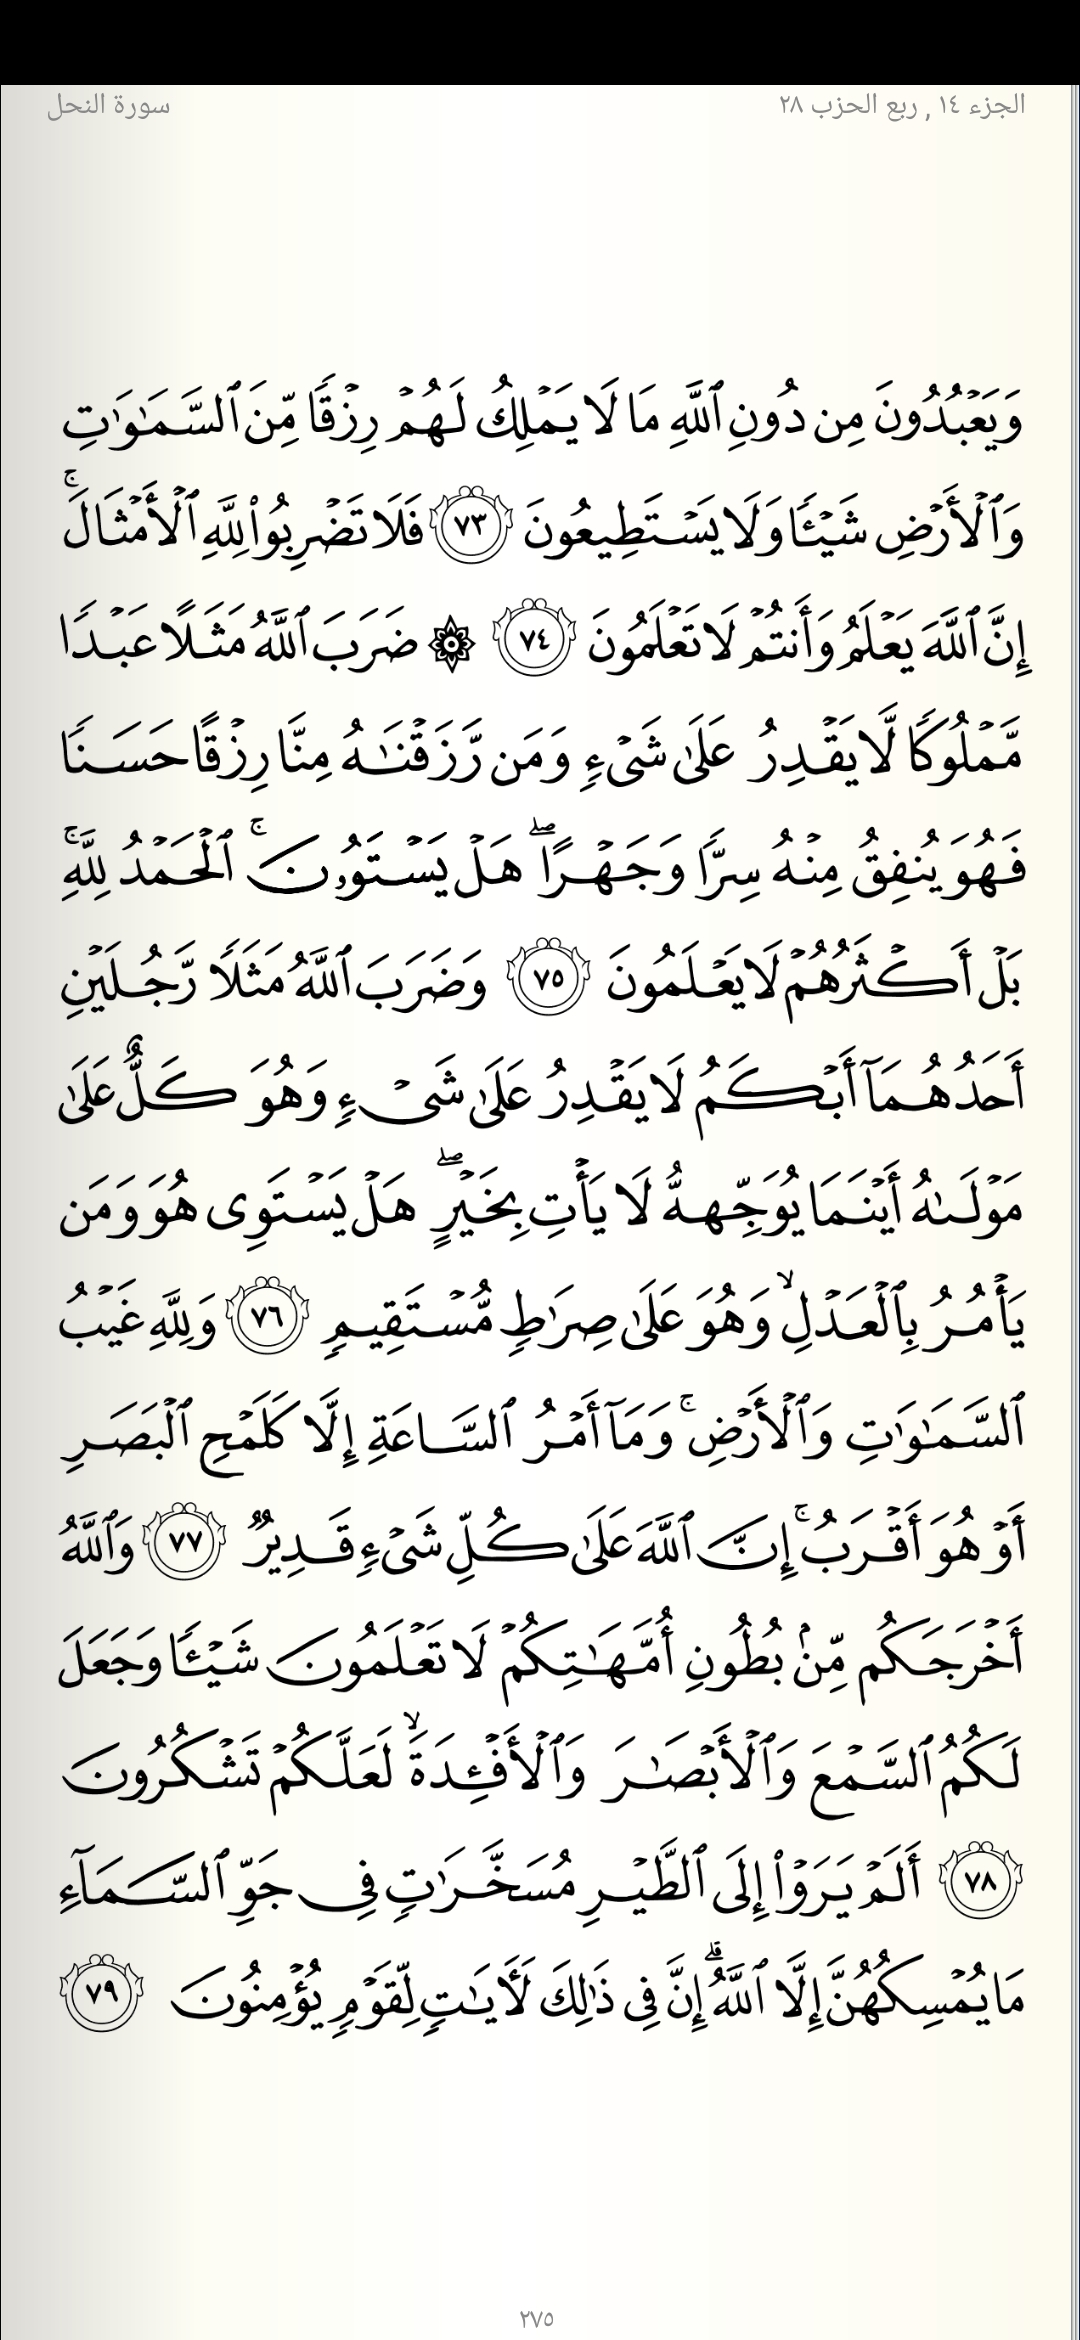 الجزء ١٤ , ربع الحزب ٢٨
سورة النحل
وَيَعۡبُدُونَ مِن دُونِ ٱللَّهِ مَا لَا يَمۡلِكُ لَهُمۡ رِزۡقٗا مِّنَ ٱلسَّمَٰوَٰتِ
وَٱلۡأَرۡضِ شَيۡـٔٗا وَلَا يَسۡتَطِيعُونَ ٧٣ فَلَا تَضۡرِبُواْ لِلَّهِ ٱلۡأَمۡثَالَۚ
إِنَّ ٱللَّهَ يَعۡلَمُ وَأَنتُمۡ لَا تَعۡلَمُونَ ٧٤ ۞ ضَرَبَ ٱللَّهُ مَثَلًا عَبۡدٗا
مَّمۡلُوكٗا لَّا يَقۡدِرُ عَلَىٰ شَيۡءٖ وَمَن رَّزَقۡنَٰهُ مِنَّا رِزۡقًا حَسَنٗا
فَهُوَ يُنفِقُ مِنۡهُ سِرّٗا وَجَهۡرًاۖ هَلۡ يَسۡتَوُۥنَۚ ٱلۡحَمۡدُ لِلَّهِۚ
بَلۡ أَكۡثَرُهُمۡ لَا يَعۡلَمُونَ ٧٥ وَضَرَبَ ٱللَّهُ مَثَلٗا رَّجُلَيۡنِ
أَحَدُهُمَآ أَبۡكَمُ لَا يَقۡدِرُ عَلَىٰ شَيۡءٖ وَهُوَ كَلٌّ عَلَىٰ
مَوۡلَىٰهُ أَيۡنَمَا يُوَجِّههُّ لَا يَأۡتِ بِخَيۡرٍۖ هَلۡ يَسۡتَوِي هُوَ وَمَن
يَأۡمُرُ بِٱلۡعَدۡلِۙ وَهُوَ عَلَىٰ صِرَٰطٖ مُّسۡتَقِيمٖ ٧٦ وَلِلَّهِ غَيۡبُ
ٱلسَّمَٰوَٰتِ وَٱلۡأَرۡضِۚ وَمَآ أَمۡرُ ٱلسَّاعَةِ إِلَّا كَلَمۡحِ ٱلۡبَصَرِ
أَوۡ هُوَ أَقۡرَبُۚ إِنَّ ٱللَّهَ عَلَىٰ كُلِّ شَيۡءٖ قَدِيرٞ ٧٧ وَٱللَّهُ
أَخۡرَجَكُم مِّنۢ بُطُونِ أُمَّهَٰتِكُمۡ لَا تَعۡلَمُونَ شَيۡـٔٗا وَجَعَلَ
لَكُمُ ٱلسَّمۡعَ وَٱلۡأَبۡصَٰرَ وَٱلۡأَفۡـِٔدَةَۙ لَعَلَّكُمۡ تَشۡكُرُونَ
٧٨ أَلَمۡ يَرَوۡاْ إِلَى ٱلطَّيۡرِ مُسَخَّرَٰتٖ فِي جَوِّ ٱلسَّمَآءِ
مَا يُمۡسِكُهُنَّ إِلَّا ٱللَّهُۚ إِنَّ فِي ذَٰلِكَ لَأٓيَٰتٖ لِّقَوۡمٖ يُؤۡمِنُونَ ٧٩
٢٧٥